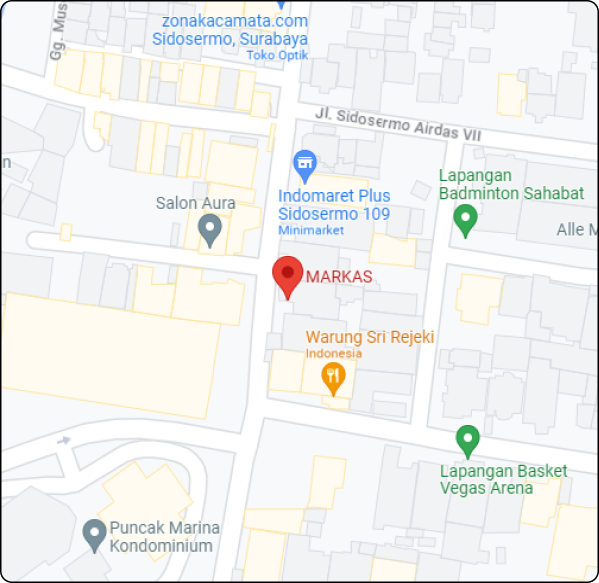 zonakacamata.com
Sidosermo, Surabaya
Toko Optik
Gg. Mus
Jl. Sidosermo Airdas VII
Indomaret Plus
Sidosermo 109
Minimarket
Lapangan
Badminton Sahabat
Salon Aura
n
Alle M
MARKAS
Warung Sri Rejeki
Indonesia
Lapangan Basket
Vegas Arena
Puncak Marina
Kondominium